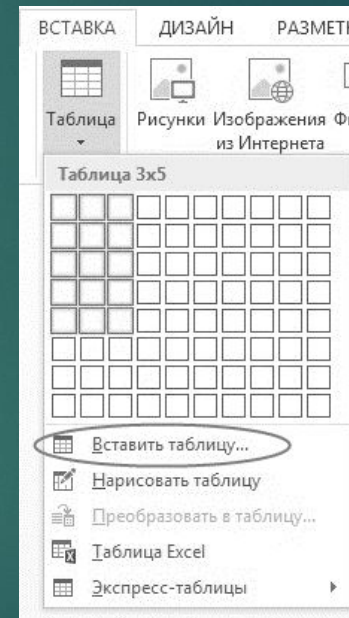 ВСТАВКА ДИЗАЙН
Таблица Рисунки Изображения
из Интернета
Таблица 3x5
Вставить таблицу...
Нарисовать таблицу
Преобразовать в таблицу...
Таблица Excel
Экспресс-таблицы